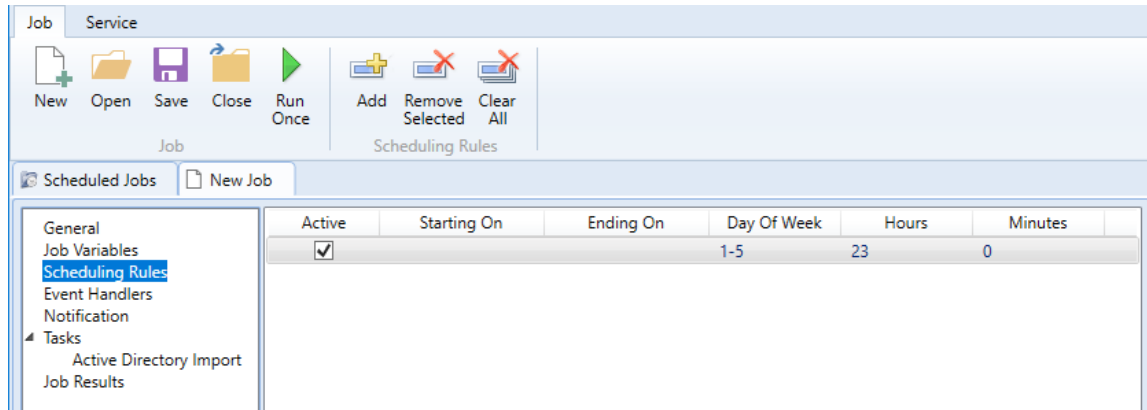 Job Service
New Open Save Close Run Once Add Remove Selected Clear All
Job Scheduling Rules
Scheduled Jobs New Job
General
Job Variables
Scheduling Rules
Event Handlers
Notification
Tasks
Active Directory Import
Job Results
Active Starting On Ending On Day Of Week Hours Minutes
1-5 23 0